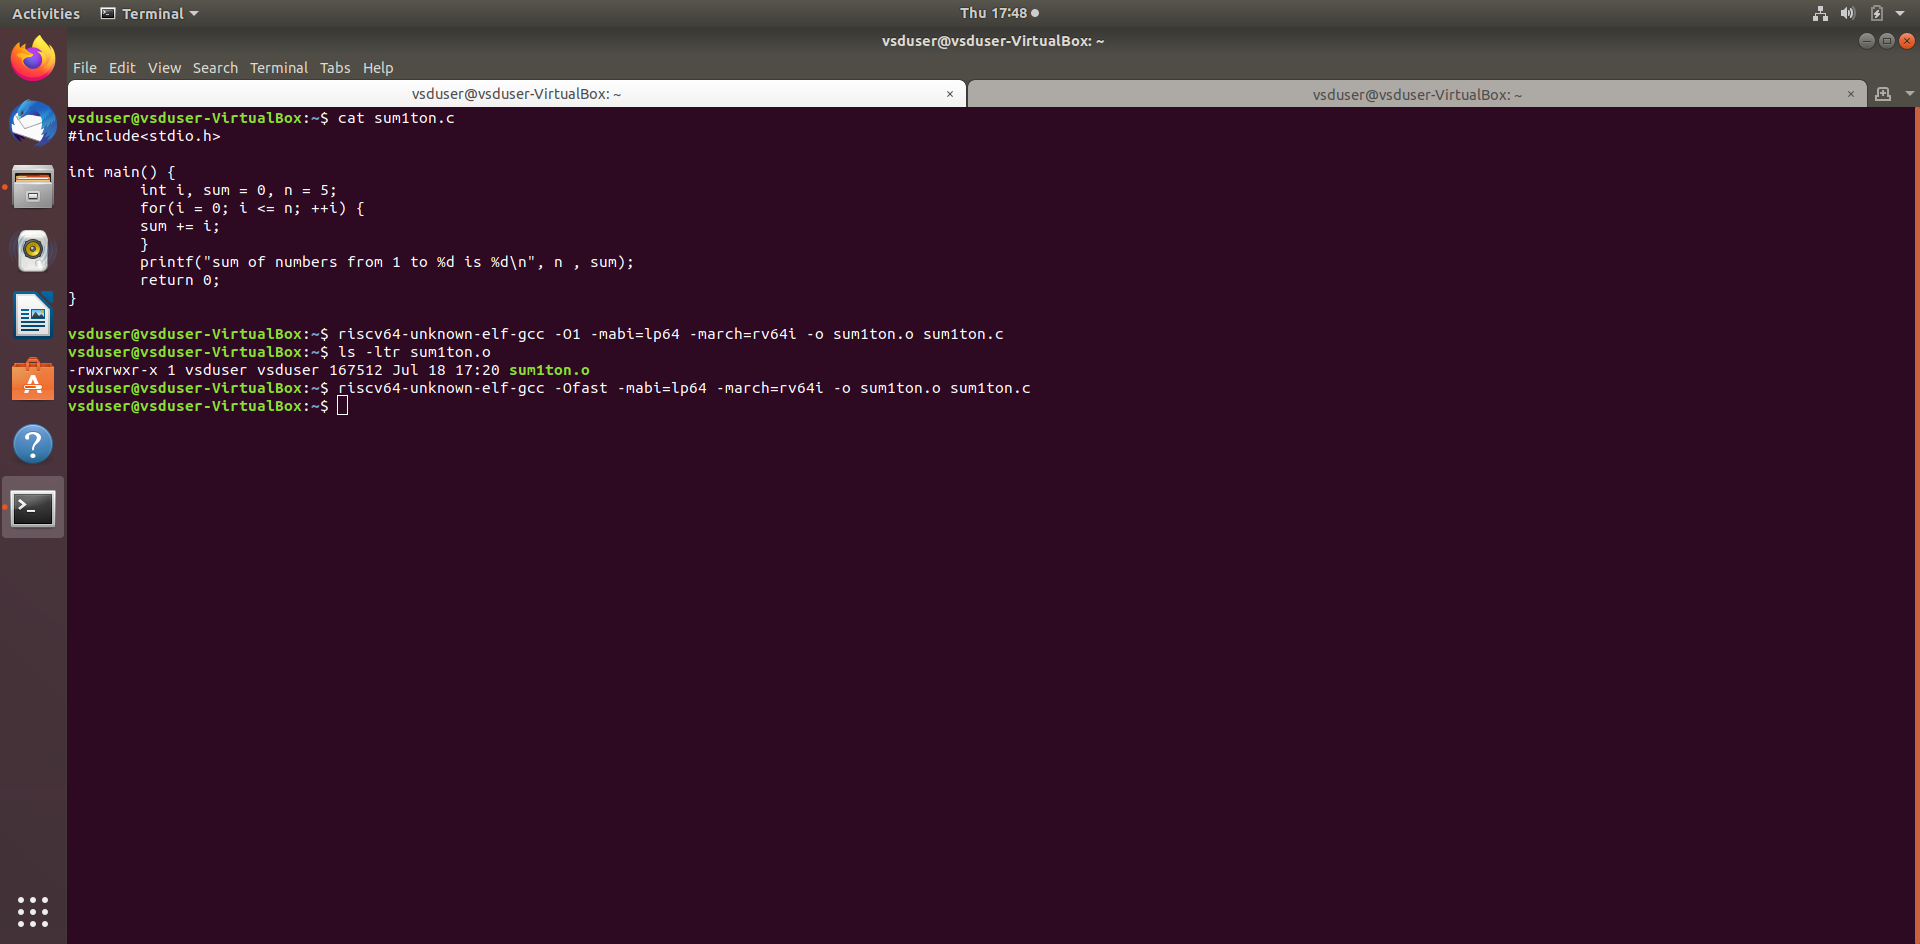 Activities Terminal Thu 17:48
vsduser@vsduser-VirtualBox: ~
File Edit View Search Terminal Tabs Help
vsduser@vsduser-VirtualBox: ~ × vsduser@vsduser-VirtualBox: ~ ×
vsduser@vsduser-VirtualBox:~$ cat sum1ton.c
#include<stdio.h>
int main() {
int i, sum = 0, n = 5;
for(i = 0; i <= n; ++i) {
sum += i;
}
printf("sum of numbers from 1 to %d is %d\n", n , sum);
return 0;
}
vsduser@vsduser-VirtualBox:~$ riscv64-unknown-elf-gcc -O1 -mabi=lp64 -march=rv64i -o sum1ton.o sum1ton.c
vsduser@vsduser-VirtualBox:~$ ls -ltr sum1ton.o
-rwxrwxr-x 1 vsduser vsduser 167512 Jul 18 17:20 sum1ton.o
vsduser@vsduser-VirtualBox:~$ riscv64-unknown-elf-gcc -Ofast -mabi=lp64 -march=rv64i -o sum1ton.o sum1ton.c
vsduser@vsduser-VirtualBox:~$